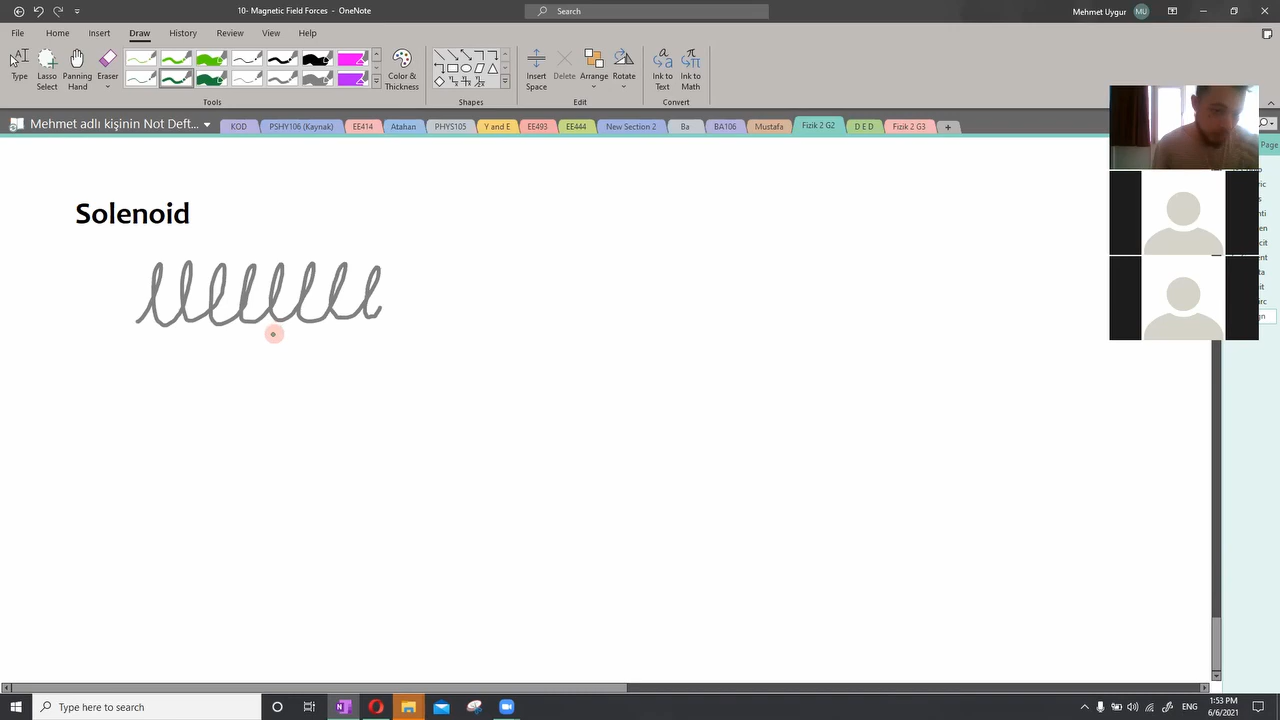 10- Magnetic Field Forces - OneNote
Search
Mehmet Uygur
MU
File Home Insert Draw History Review View Help
Type
Lasso Select
Panning Hand
Eraser
Color & Thickness
Insert Space
Delete
Arrange
Rotate
Ink to Text
Ink to Math
Tools
Shapes
Edit
Convert
Mehmet adlı kişinin Not Deft...
KOD PSHY106 (Kaynak) EE414 Atahan PHYS105 Y and E EE493 EE444 New Section 2 Ba BA106 Mustafa Fizik 2 G2 D E D Fizik 2 G3 +
Page
Solenoid
Type here to search
ENG
1:53 PM
6/6/2021